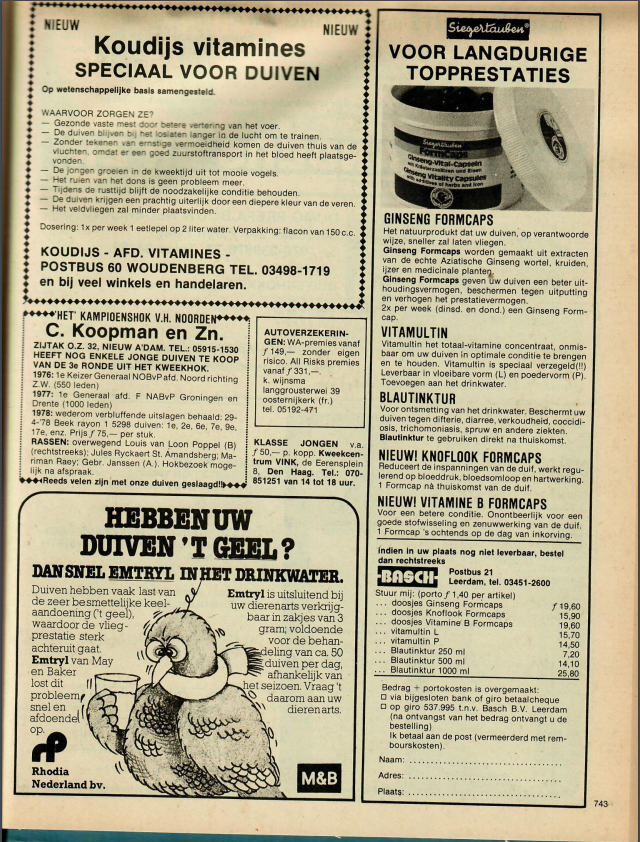 NIEUW
NIEUW
Koudijs vitamines
SPECIAAL VOOR DUIVEN
Op wetenschappelijke basis samengesteld.
WAARVOOR ZORGEN ZE?
— Gezonde vaste mest door betere vertering van het voer.
— De duiven blijven bij het loslaten langer in de lucht om te trainen.
— Zonder tekenen van ernstige vermoeidheid komen de duiven thuis van de
vluchten, omdat er een goed zuurstoftransport in het bloed heeft plaatsge-
vonden.
— De jongen groeien in de kweektijd uit tot mooie vogels.
— Het ruien van het dons is geen probleem meer.
— Tijdens de rusttijd blijft de noodzakelijke conditie behouden.
— De duiven krijgen een prachtig uiterlijk door een diepere kleur van de veren.
— Het veldvliegen zal minder plaatsvinden.
Dosering: 1x per week 1 eetlepel op 2 liter water. Verpakking: flacon van 150 c.c.
KOUDIJS - AFD. VITAMINES -
POSTBUS 60 WOUDENBERG TEL. 03498-1719
en bij veel winkels en handelaren.
'HET' KAMPIOENSHOK V.H. NOORDEN
C. Koopman en Zn.
ZIJTAK O.Z. 32, NIEUW A'DAM. TEL.: 05915-1530
HEEFT NOG ENKELE JONGE DUIVEN TE KOOP
VAN DE 3e RONDE UIT HET KWEEKHOK.
1976: 1e Keizer Generaal NOBvP afd. Noord richting
Z.W. (550 leden)
1977: 1e Generaal afd. F NABvP Groningen en
Drente (1000 leden)
1978: wederom verbluffende uitslagen behaald: 29-
4-'78 Beek rayon 1 5298 duiven: 1e, 2e, 6e, 7e, 9e,
17e, enz. Prijs ƒ 75,— per stuk.
RASSEN: overwegend Louis van Loon Poppel (B)
(rechtstreeks); Jules Ryckaert St. Amandsberg; Ma-
riman Raey; Gebr. Janssen (A.). Hokbezoek moge-
lijk na afspraak.
Reeds velen zijn met onze duiven geslaagd!!
AUTOVERZEKERIN-
GEN: WA-premies vanaf
ƒ 149,— zonder eigen
risico. All Risks premies
vanaf ƒ 331,—.
k. wijnsma
langgrousterwei 39
oosternijkerk (fr.)
tel. 05192-471
KLASSE JONGEN v.a.
ƒ 50,— p. kopp. Kweekcen-
trum VINK, de Eerensplein
8, Den Haag. Tel.: 070-
851251 van 14 tot 18 uur.
HEBBEN UW
DUIVEN 'T GEEL?
DAN SNEL EMTRYL IN HET DRINKWATER.
Duiven hebben vaak last van
de zeer besmettelijke keel-
aandoening ('t geel),
waardoor de vlieg-
prestatie sterk
achteruit gaat.
Emtryl van May
en Baker
lost dit
probleem
snel en
afdoende
op.
Emtryl is uitsluitend bij
uw dierenarts verkrijg-
baar in zakjes van 3
gram; voldoende
voor de behan-
deling van ca. 50
duiven per dag,
afhankelijk van
het seizoen. Vraag 't
daarom aan uw
dierenarts.
Rhodia
Nederland bv.
M&B
Siegertauben®
VOOR LANGDURIGE
TOPPRESTATIES
Siegertauben
FormCaps
Ginseng-Vital-Capseln
mit Kräuterzusätzen und Eisen
Ginseng Vitality Capsules
with additives of herbs and iron
GINSENG FORMCAPS
Het natuurprodukt dat uw duiven, op verantwoorde
wijze, sneller zal laten vliegen.
Ginseng Formcaps worden gemaakt uit extracten
van de echte Aziatische Ginseng wortel, kruiden,
ijzer en medicinale planten.
Ginseng Formcaps geven uw duiven een beter uit-
houdingsvermogen, beschermen tegen uitputting
en verhogen het prestatievermogen.
2x per week (dinsd. en dond.) een Ginseng Form-
cap.
VITAMULTIN
Vitamultin het totaal-vitamine concentraat, onmis-
baar om uw duiven in optimale conditie te brengen
en te houden. Vitamultin is speciaal verzegeld(!!)
Leverbaar in vloeibare vorm (L) en poedervorm (P).
Toevoegen aan het drinkwater.
BLAUTINKTUR
Voor ontsmetting van het drinkwater. Beschermt uw
duiven tegen difterie, diarree, verkoudheid, coccidi-
osis, trichomoniasis, spruw en andere ziekten.
Blautinktur te gebruiken direkt na thuiskomst.
NIEUW! KNOFLOOK FORMCAPS
Reduceert de inspanningen van de duif, werkt regu-
lerend op bloeddruk, bloedsomloop en hartwerking.
1 Formcap nà thuiskomst van de duif.
NIEUW! VITAMINE B FORMCAPS
Voor een betere conditie. Onontbeerlijk voor een
goede stofwisseling en zenuwwerking van de duif.
1 Formcap 's ochtends op de dag van inkorving.
indien in uw plaats nog niet leverbaar, bestel
dan rechtstreeks
BASCH
Postbus 21
Leerdam, tel. 03451-2600
Stuur mij: (porto ƒ 1,40 per artikel)
... doosjes Ginseng Formcaps ƒ 19,60
... doosjes Knoflook Formcaps 15,90
... doosjes Vitamine B Formcaps 19,60
... vitamultin L 15,70
... vitamultin P 14,50
... Blautinktur 250 ml 7,20
... Blautinktur 500 ml 14,10
... Blautinktur 1000 ml 25,80
Bedrag + portokosten is overgemaakt:
□ via bijgesloten bank of giro betaalcheque
□ op giro 537.995 t.n.v. Basch B.V. Leerdam
(na ontvangst van het bedrag ontvangt u de
bestelling)
Ik betaal aan de post (vermeerderd met rem-
bourskosten).
Naam: ..............................
Adres: ..............................
Plaats: ..............................
743